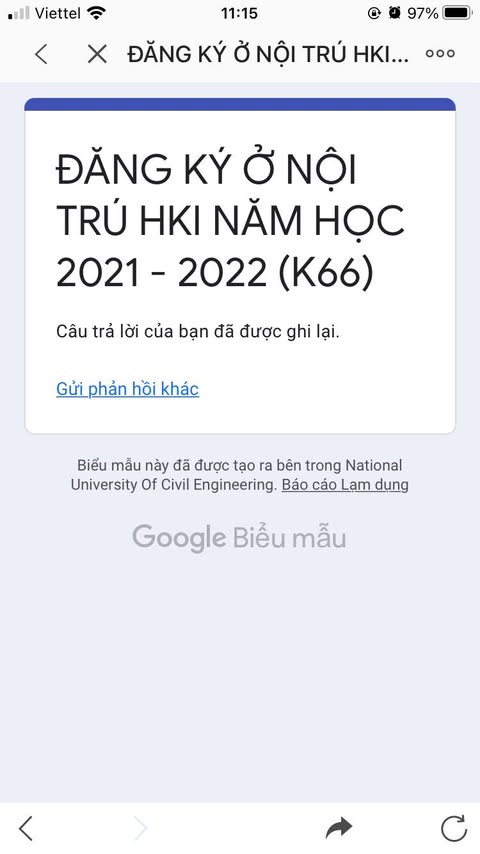 Viettel 11:15 97%
ĐĂNG KÝ Ở NỘI TRÚ HKI...
ĐĂNG KÝ Ở NỘI
TRÚ HKI NĂM HỌC
2021 - 2022 (K66)
Câu trả lời của bạn đã được ghi lại.
Gửi phản hồi khác
Biểu mẫu này đã được tạo ra bên trong National
University Of Civil Engineering. Báo cáo Lạm dụng
Google Biểu mẫu